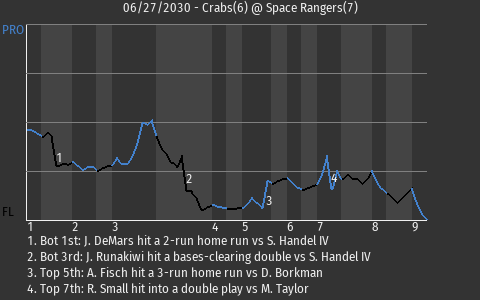 06/27/2030 - Crabs(6) @ Space Rangers(7)
PRO
1
2
3
4
FL
1 2 3 4 5 6 7 8 9
1. Bot 1st: J. DeMars hit a 2-run home run vs S. Handel IV
2. Bot 3rd: J. Runakiwi hit a bases-clearing double vs S. Handel IV
3. Top 5th: A. Fisch hit a 3-run home run vs D. Borkman
4. Top 7th: R. Small hit into a double play vs M. Taylor